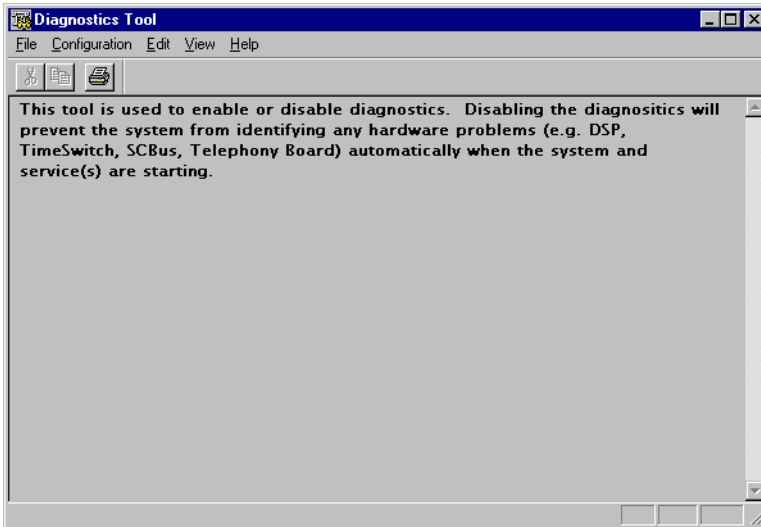 Diagnostics Tool
File Configuration Edit View Help
This tool is used to enable or disable diagnostics. Disabling the diagnositics will
prevent the system from identifying any hardware problems (e.g. DSP,
TimeSwitch, SCBus, Telephony Board) automatically when the system and
service(s) are starting.